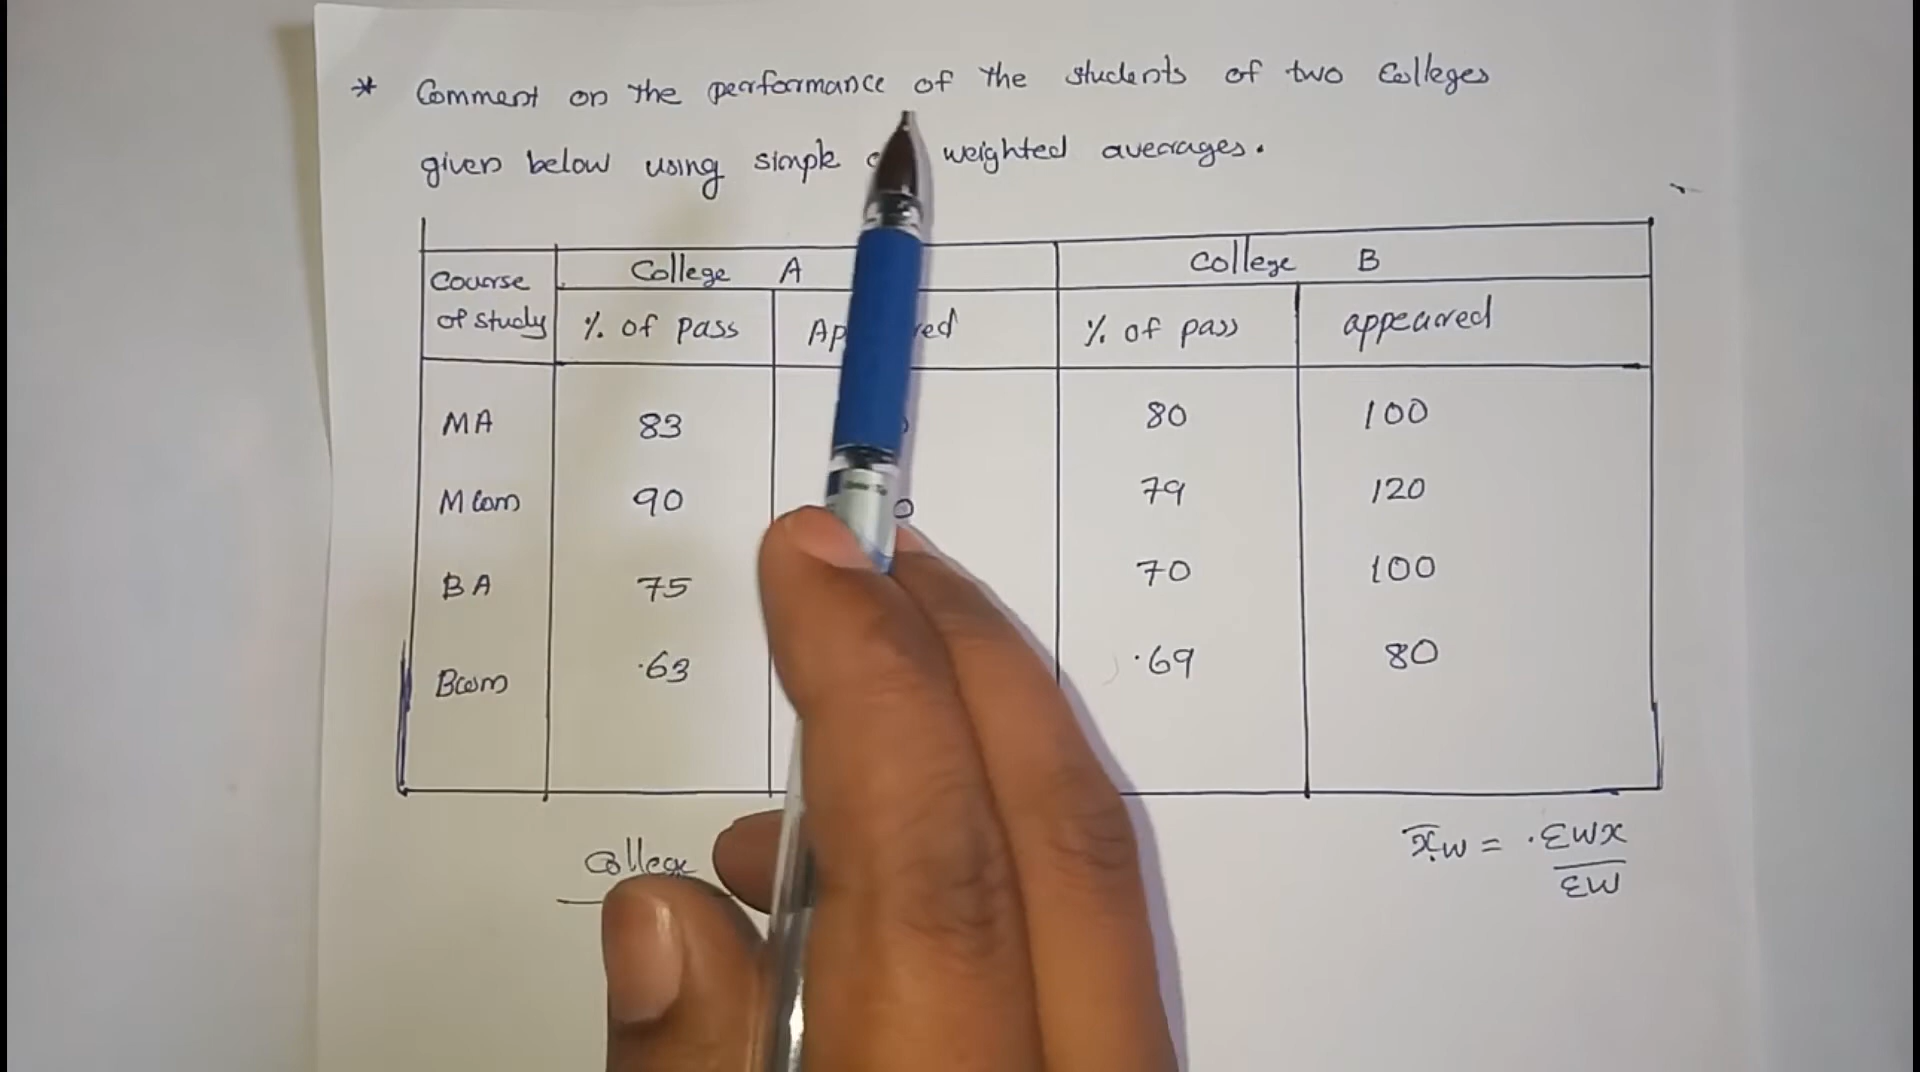 * Comment on the performance of the students of two Colleges
given below using simple weighted averages.
Course of study
College A
College B
% of pass
% of pass
appeared
MA 83 80 100
Mcom 90 79 120
BA 75 70 100
Bcom .63 .69 80
College
x̄w = . Σwx
Σw